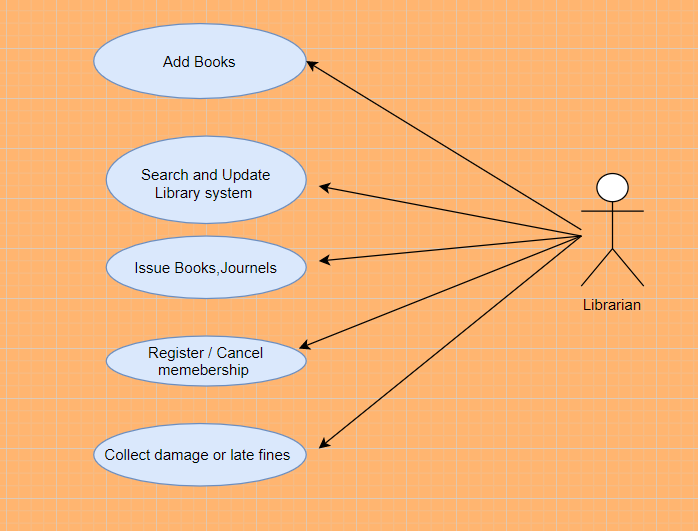 Add Books
Search and Update
Library system
Issue Books,Journels
Register / Cancel
memebership
Collect damage or late fines
Librarian